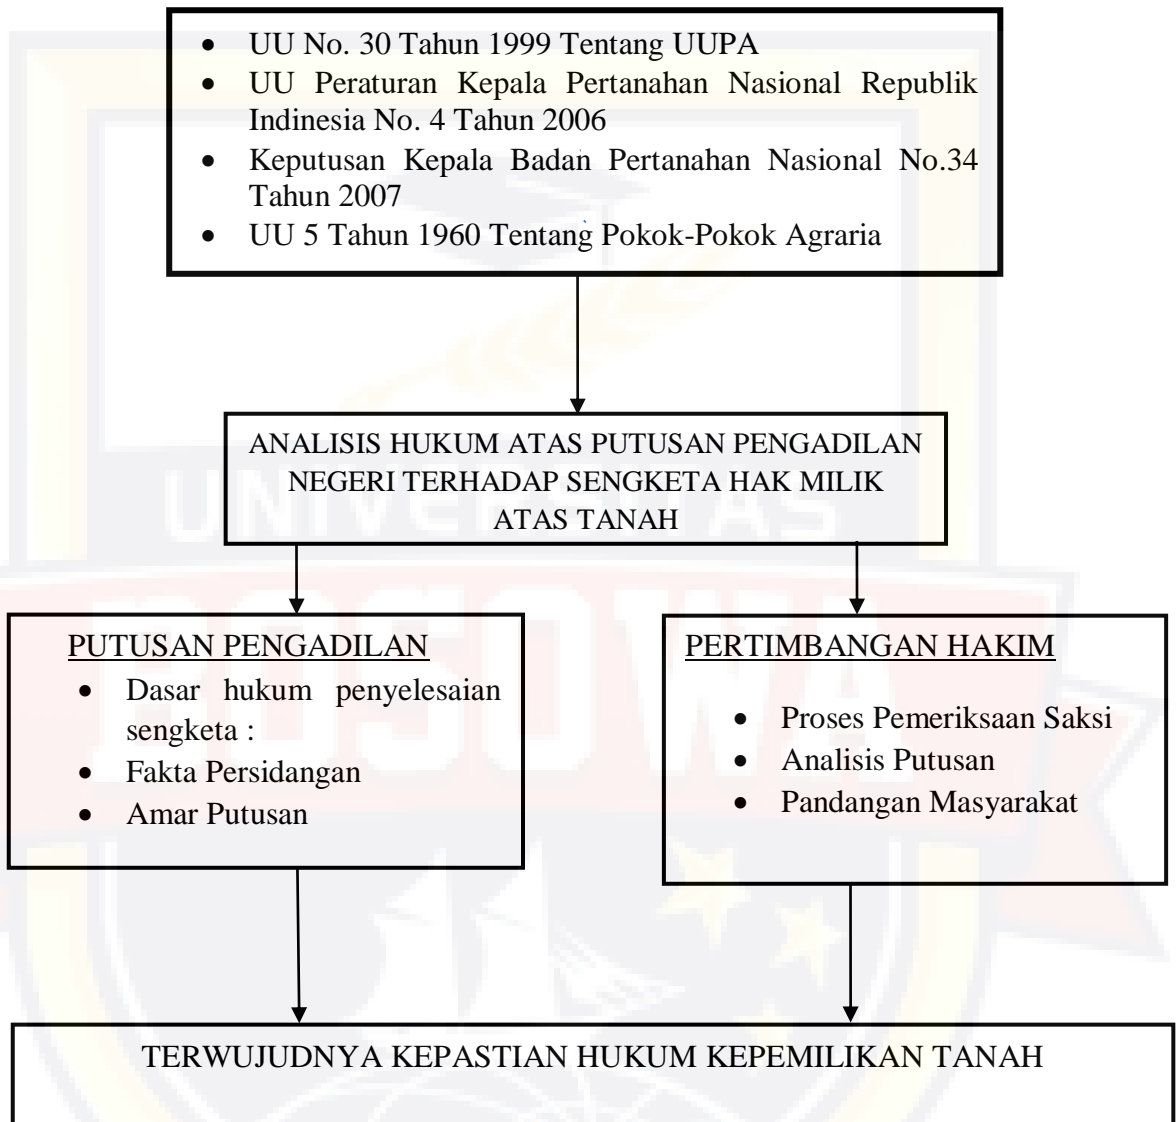 • UU No. 30 Tahun 1999 Tentang UUPA
• UU Peraturan Kepala Pertanahan Nasional Republik
Indinesia No. 4 Tahun 2006
• Keputusan Kepala Badan Pertanahan Nasional No.34
Tahun 2007
• UU 5 Tahun 1960 Tentang Pokok-Pokok Agraria
ANALISIS HUKUM ATAS PUTUSAN PENGADILAN
NEGERI TERHADAP SENGKETA HAK MILIK
ATAS TANAH
UNIVERSITAS
BOSOWA
PUTUSAN PENGADILAN
• Dasar hukum penyelesaian
sengketa :
• Fakta Persidangan
• Amar Putusan
PERTIMBANGAN HAKIM
• Proses Pemeriksaan Saksi
• Analisis Putusan
• Pandangan Masyarakat
TERWUJUDNYA KEPASTIAN HUKUM KEPEMILIKAN TANAH